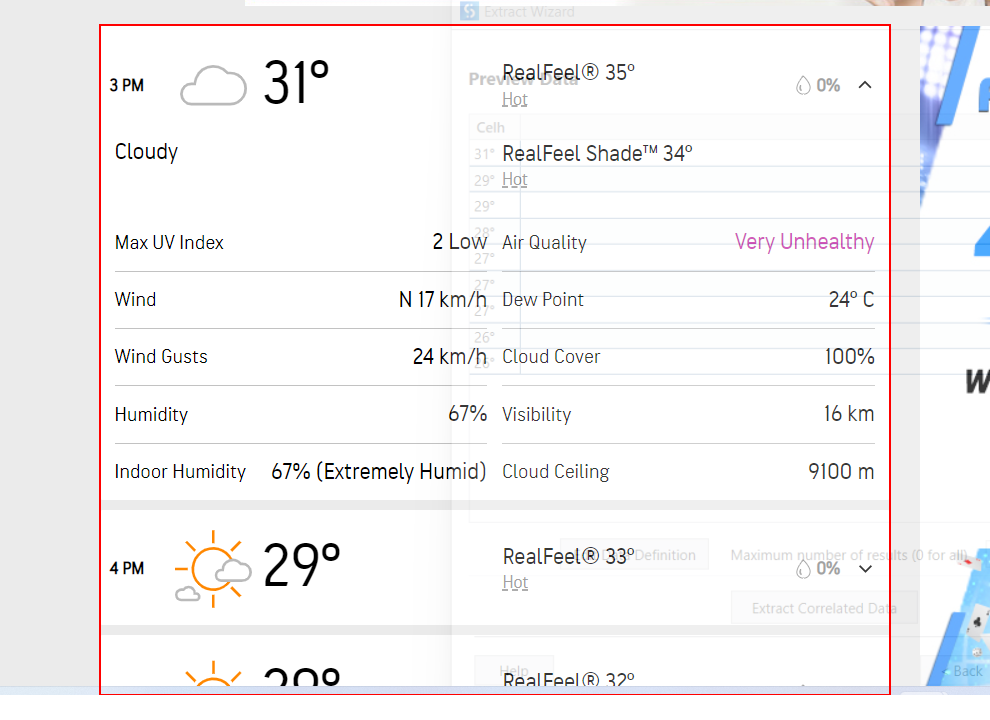 Extract Wizard
3 PM 31° RealFeel® 35° 0%
Hot
Preview Data
Cloudy RealFeel Shade™ 34°
Hot
Max UV Index 2 Low Air Quality Very Unhealthy
Wind N 17 km/h Dew Point 24° C
Wind Gusts 24 km/h Cloud Cover 100%
Humidity 67% Visibility 16 km
Indoor Humidity 67% (Extremely Humid) Cloud Ceiling 9100 m
31°
29°
29°
28°
27°
27°
27°
26°
4 PM 29° RealFeel® 33° 0%
Hot
Definition Maximum number of results (0 for all)
Extract Correlated Data
RealFeel® 32°
Help
Back